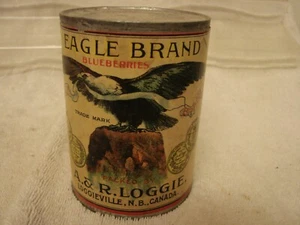 EAGLE BRAND
BLUEBERRIES
TRADE MARK
A. & R. LOGGIE.
LOGGIEVILLE, N.B., CANADA.